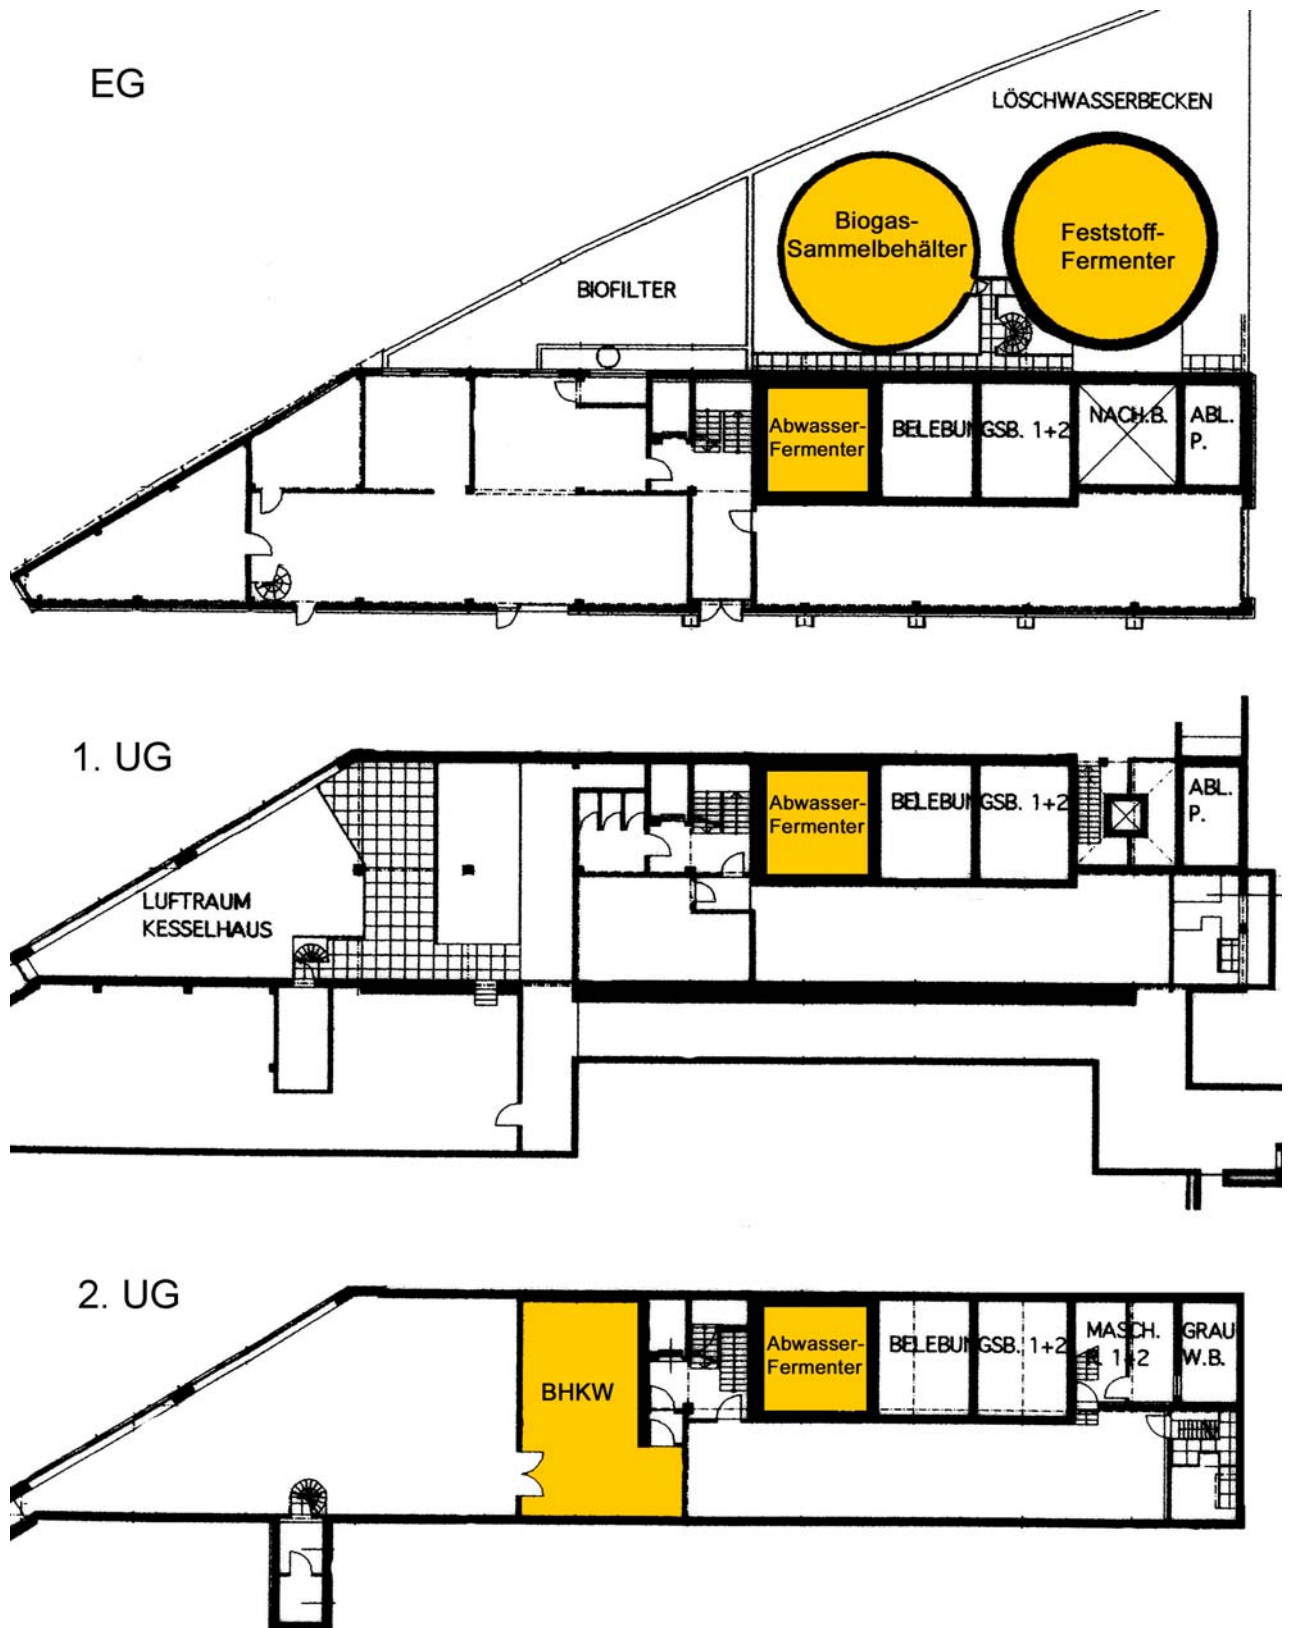 EG
LÖSCHWASSERBECKEN
Biogas-
Sammelbehälter
Feststoff-
Fermenter
BIOFILTER
Abwasser-
Fermenter
BELEBUNGSB. 1+2
NACH.B.
ABL.
P.
1. UG
Abwasser-
Fermenter
BELEBUNGSB. 1+2
ABL.
P.
LUFTRAUM
KESSELHAUS
2. UG
BHKW
Abwasser-
Fermenter
BELEBUNGSB. 1+2
MASCH.
R. 1+2
GRAU
W.B.